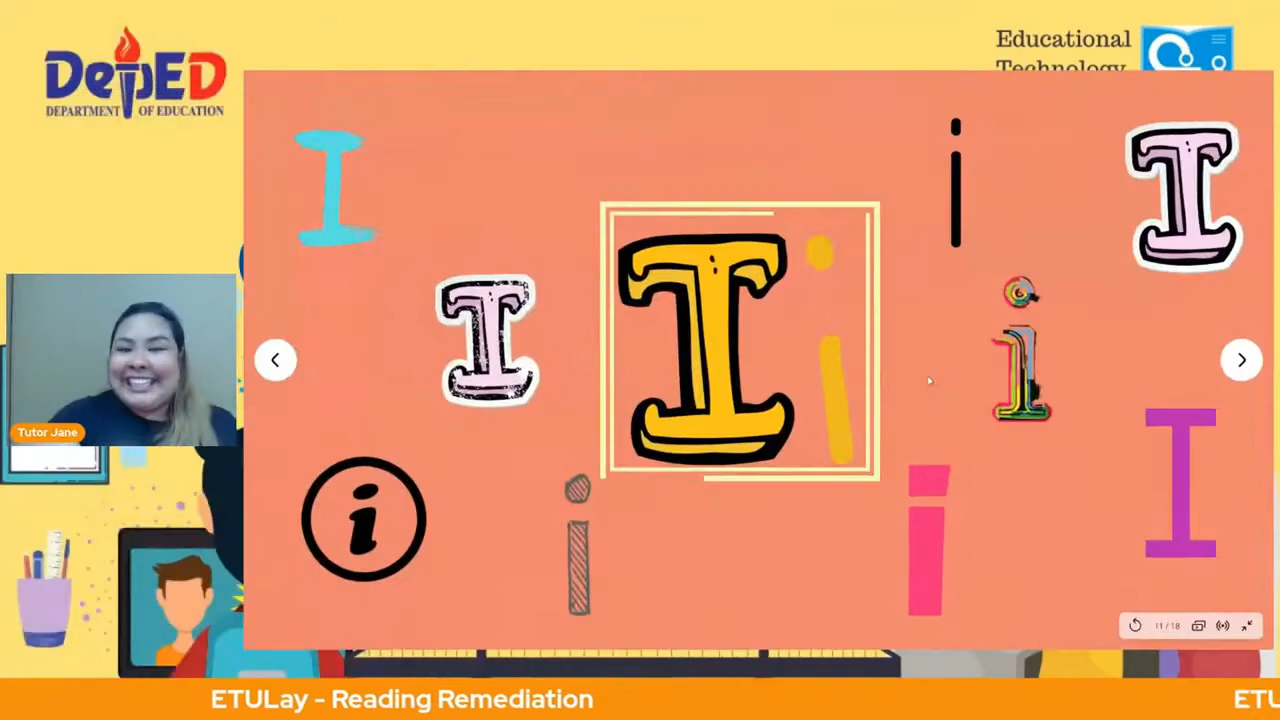 DepED
DEPARTMENT OF EDUCATION
Educational
Technology
I
i
I
I
I i
i
Tutor Jane
i
i
i
I
11 / 18
ETULay - Reading Remediation
ETU